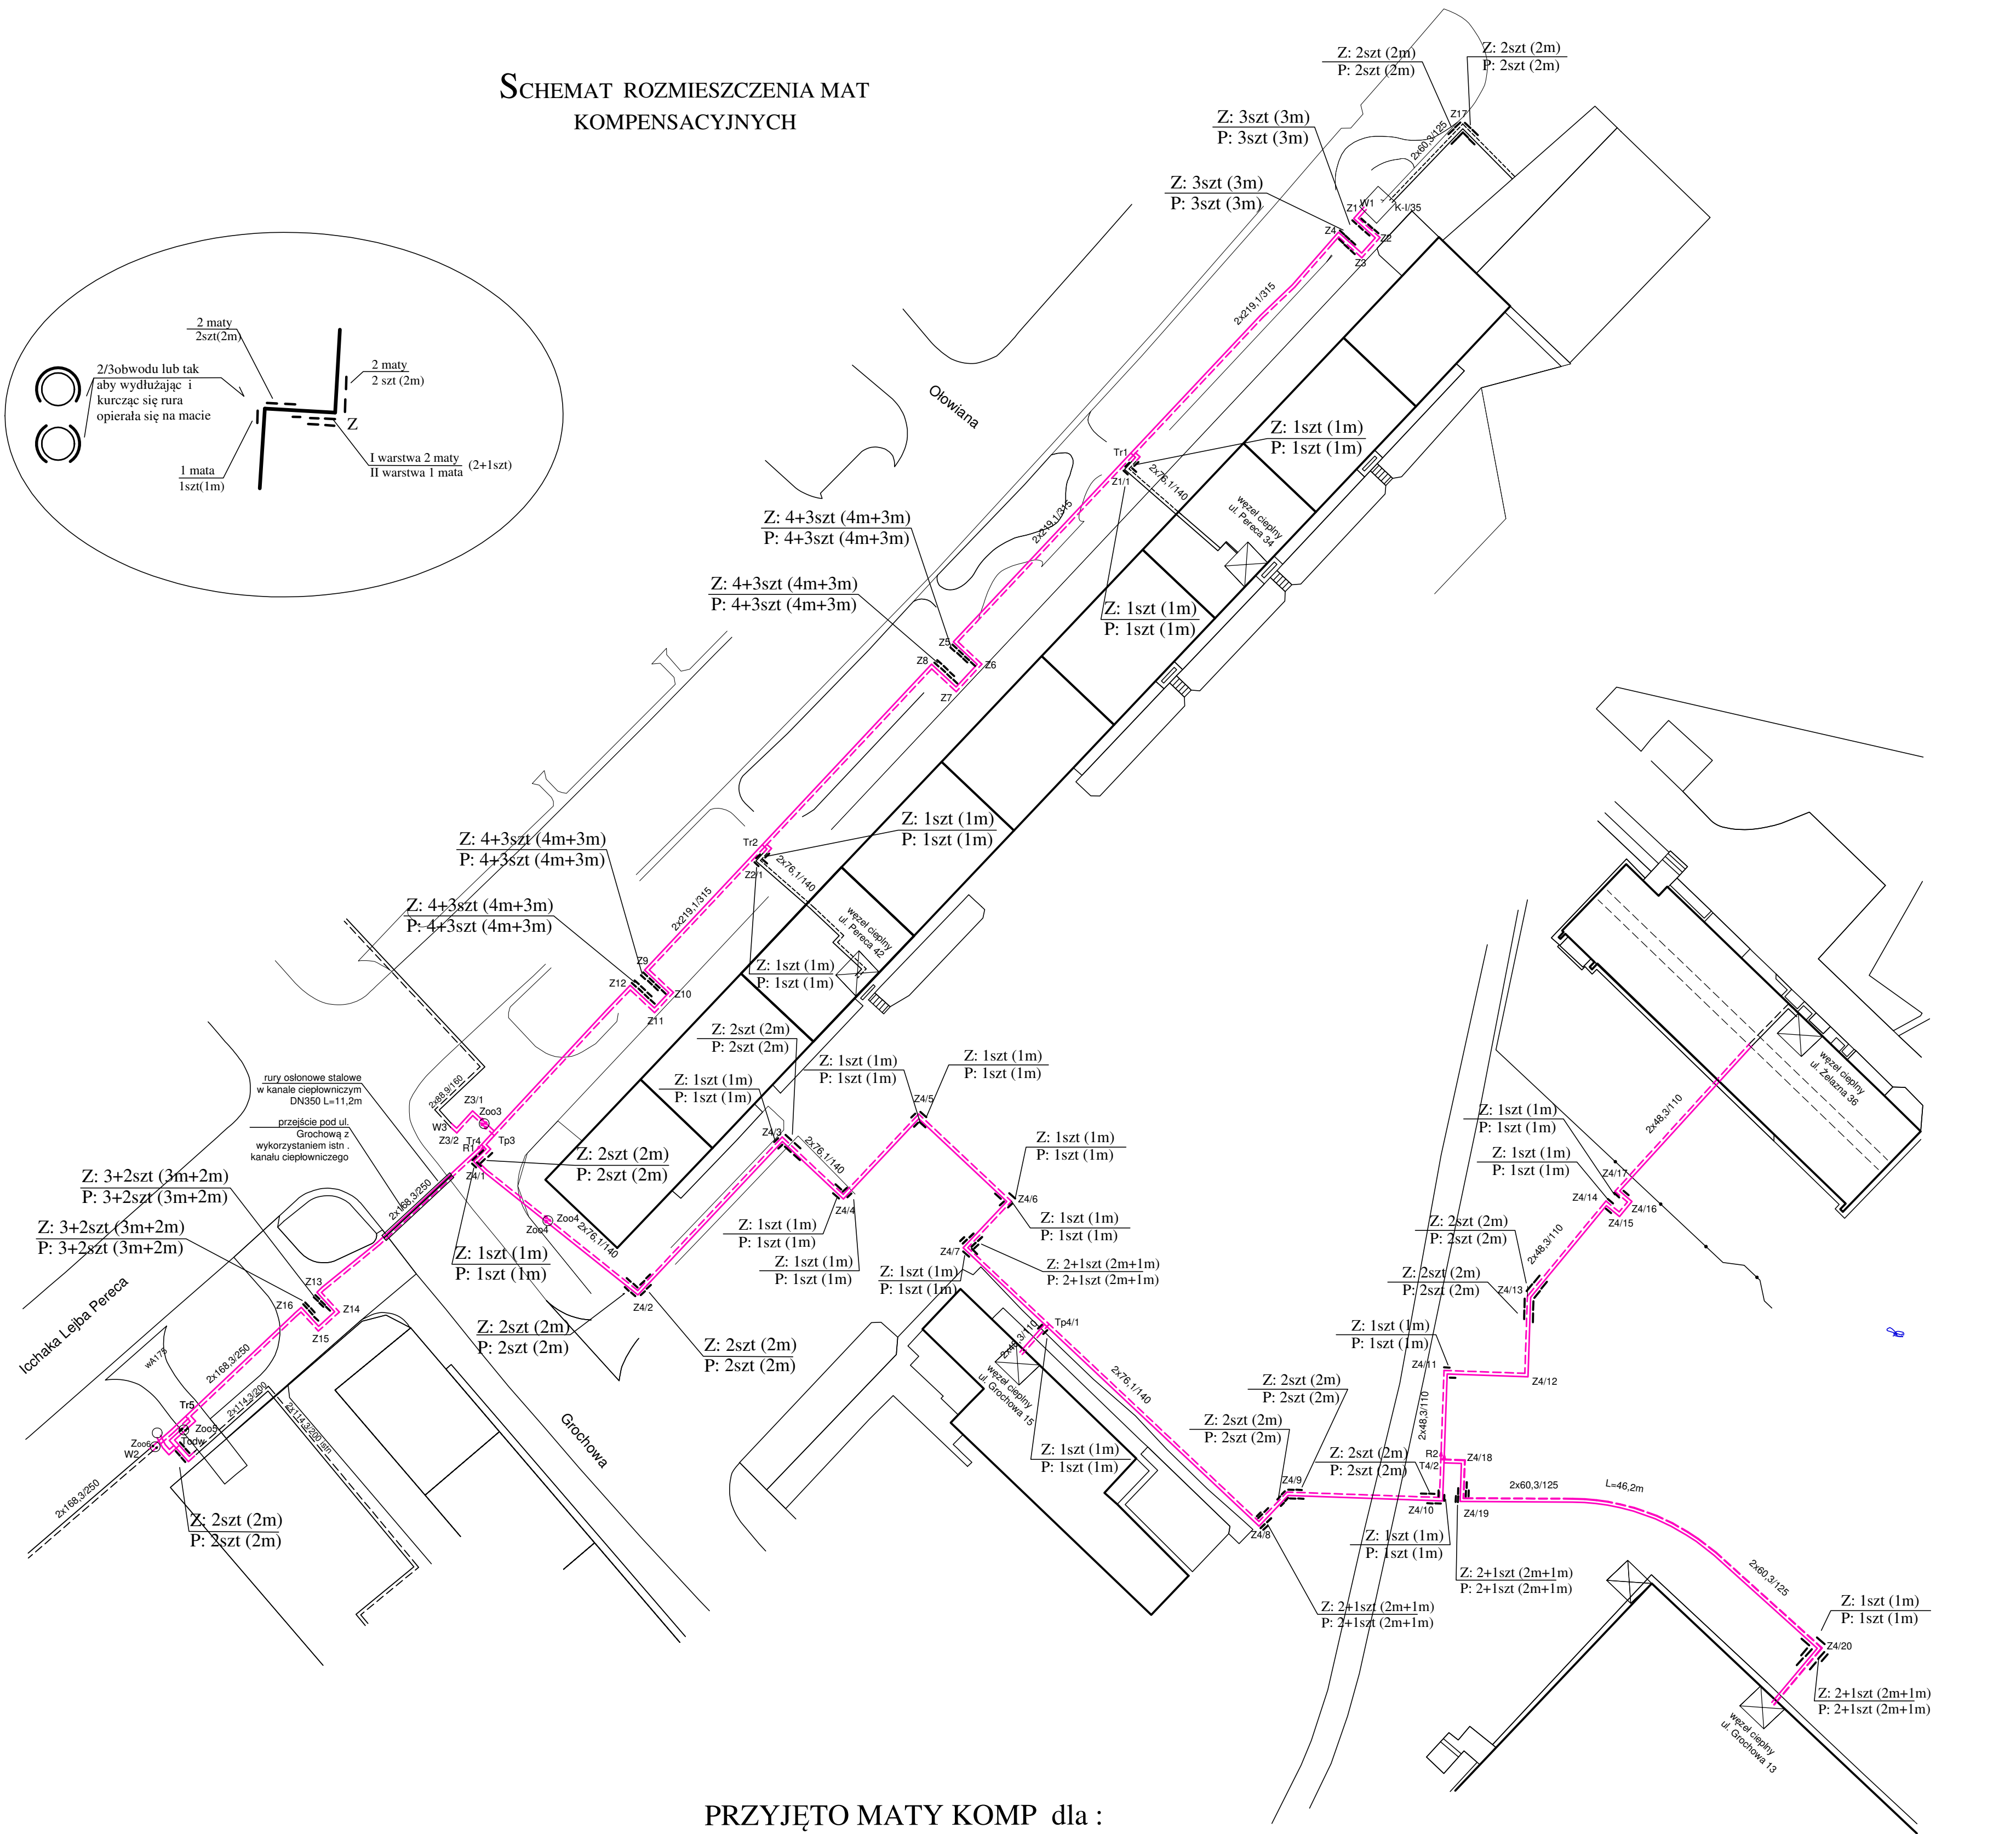 SCHEMAT ROZMIESZCZENIA MAT
KOMPENSACYJNYCH
Z: 2szt (2m)
P: 2szt (2m)
Z: 2szt (2m)
P: 2szt (2m)
Z17
2x60,3/125
Z: 3szt (3m)
P: 3szt (3m)
Z: 3szt (3m)
P: 3szt (3m)
Z1
W1
K-I/35
Z4
Z2
Z3
2x219,1/315
2 maty
2szt(2m)
2/3obwodu lub tak
aby wydłużając i
kurcząc się rura
opierała się na macie
2 maty
2 szt (2m)
Z
1 mata
1szt(1m)
I warstwa 2 maty
II warstwa 1 mata
(2+1szt)
Olowiana
Z: 1szt (1m)
P: 1szt (1m)
Tr1
Z1/1
2x76,1/140
węzeł cieplny
ul. Pereca 34
2x219,1/315
Z: 4+3szt (4m+3m)
P: 4+3szt (4m+3m)
Z: 4+3szt (4m+3m)
P: 4+3szt (4m+3m)
Z: 1szt (1m)
P: 1szt (1m)
Z5
Z8
Z6
Z7
Z: 1szt (1m)
P: 1szt (1m)
Tr2
Z2/1
2x76,1/140
węzeł cieplny
ul. Pereca 42
Z: 4+3szt (4m+3m)
P: 4+3szt (4m+3m)
Z: 4+3szt (4m+3m)
P: 4+3szt (4m+3m)
2x219,1/315
Z9
Z12
Z10
Z11
Z: 1szt (1m)
P: 1szt (1m)
Z: 2szt (2m)
P: 2szt (2m)
Z: 1szt (1m)
P: 1szt (1m)
Z: 1szt (1m)
P: 1szt (1m)
Z: 1szt (1m)
P: 1szt (1m)
rury osłonowe stalowe
w kanale ciepłowniczym
DN350 L=11,2m
przejście pod ul.
Grochową z
wykorzystaniem istn .
kanału ciepłowniczego
2x88,9/160
Z3/1
Zoo3
W3
Z3/2
Tr4
Tp3
R1
Z4/1
Z: 2szt (2m)
P: 2szt (2m)
Z4/3
2x76,1/140
Z4/5
Z: 1szt (1m)
P: 1szt (1m)
Z4/4
Z4/6
Z: 3+2szt (3m+2m)
P: 3+2szt (3m+2m)
Z: 3+2szt (3m+2m)
P: 3+2szt (3m+2m)
2x168,3/250
Zoo4
Zoo4
2x76,1/140
Z: 1szt (1m)
P: 1szt (1m)
Z: 1szt (1m)
P: 1szt (1m)
Z: 1szt (1m)
P: 1szt (1m)
Z: 1szt (1m)
P: 1szt (1m)
Z4/7
Z: 1szt (1m)
P: 1szt (1m)
Z: 2+1szt (2m+1m)
P: 2+1szt (2m+1m)
Z4/2
Z: 2szt (2m)
P: 2szt (2m)
Z: 2szt (2m)
P: 2szt (2m)
Icchaka Lejba Pereca
Z13
Z16
Z14
Z15
wA175
2x168,3/250
Tr5
Zoo5
Todw
Zoo6
W2
2x114,3/200
2x114,3/200 istn
2x168,3/250
Z: 2szt (2m)
P: 2szt (2m)
Grochowa
Tp4/1
2x48,3/110
węzeł cieplny
ul. Grochowa 15
2x76,1/140
Z: 1szt (1m)
P: 1szt (1m)
Z: 1szt (1m)
P: 1szt (1m)
Z: 1szt (1m)
P: 1szt (1m)
2x48,3/110
węzeł cieplny
ul. Żelazna 36
Z4/17
Z4/14
Z4/16
Z4/15
Z: 2szt (2m)
P: 2szt (2m)
Z: 2szt (2m)
P: 2szt (2m)
2x48,3/110
Z4/13
Z: 1szt (1m)
P: 1szt (1m)
Z4/11
Z4/12
2x48,3/110
Z: 2szt (2m)
P: 2szt (2m)
Z: 2szt (2m)
P: 2szt (2m)
Z: 2szt (2m)
P: 2szt (2m)
R2
T4/2
Z4/18
Z4/9
Z4/10
Z4/19
Z4/8
2x60,3/125
L=46,2m
Z: 1szt (1m)
P: 1szt (1m)
Z: 2+1szt (2m+1m)
P: 2+1szt (2m+1m)
Z: 2+1szt (2m+1m)
P: 2+1szt (2m+1m)
2x60,3/125
Z: 1szt (1m)
P: 1szt (1m)
Z4/20
Z: 2+1szt (2m+1m)
P: 2+1szt (2m+1m)
węzeł cieplny
ul. Grochowa 13
PRZYJĘTO MATY KOMP dla :